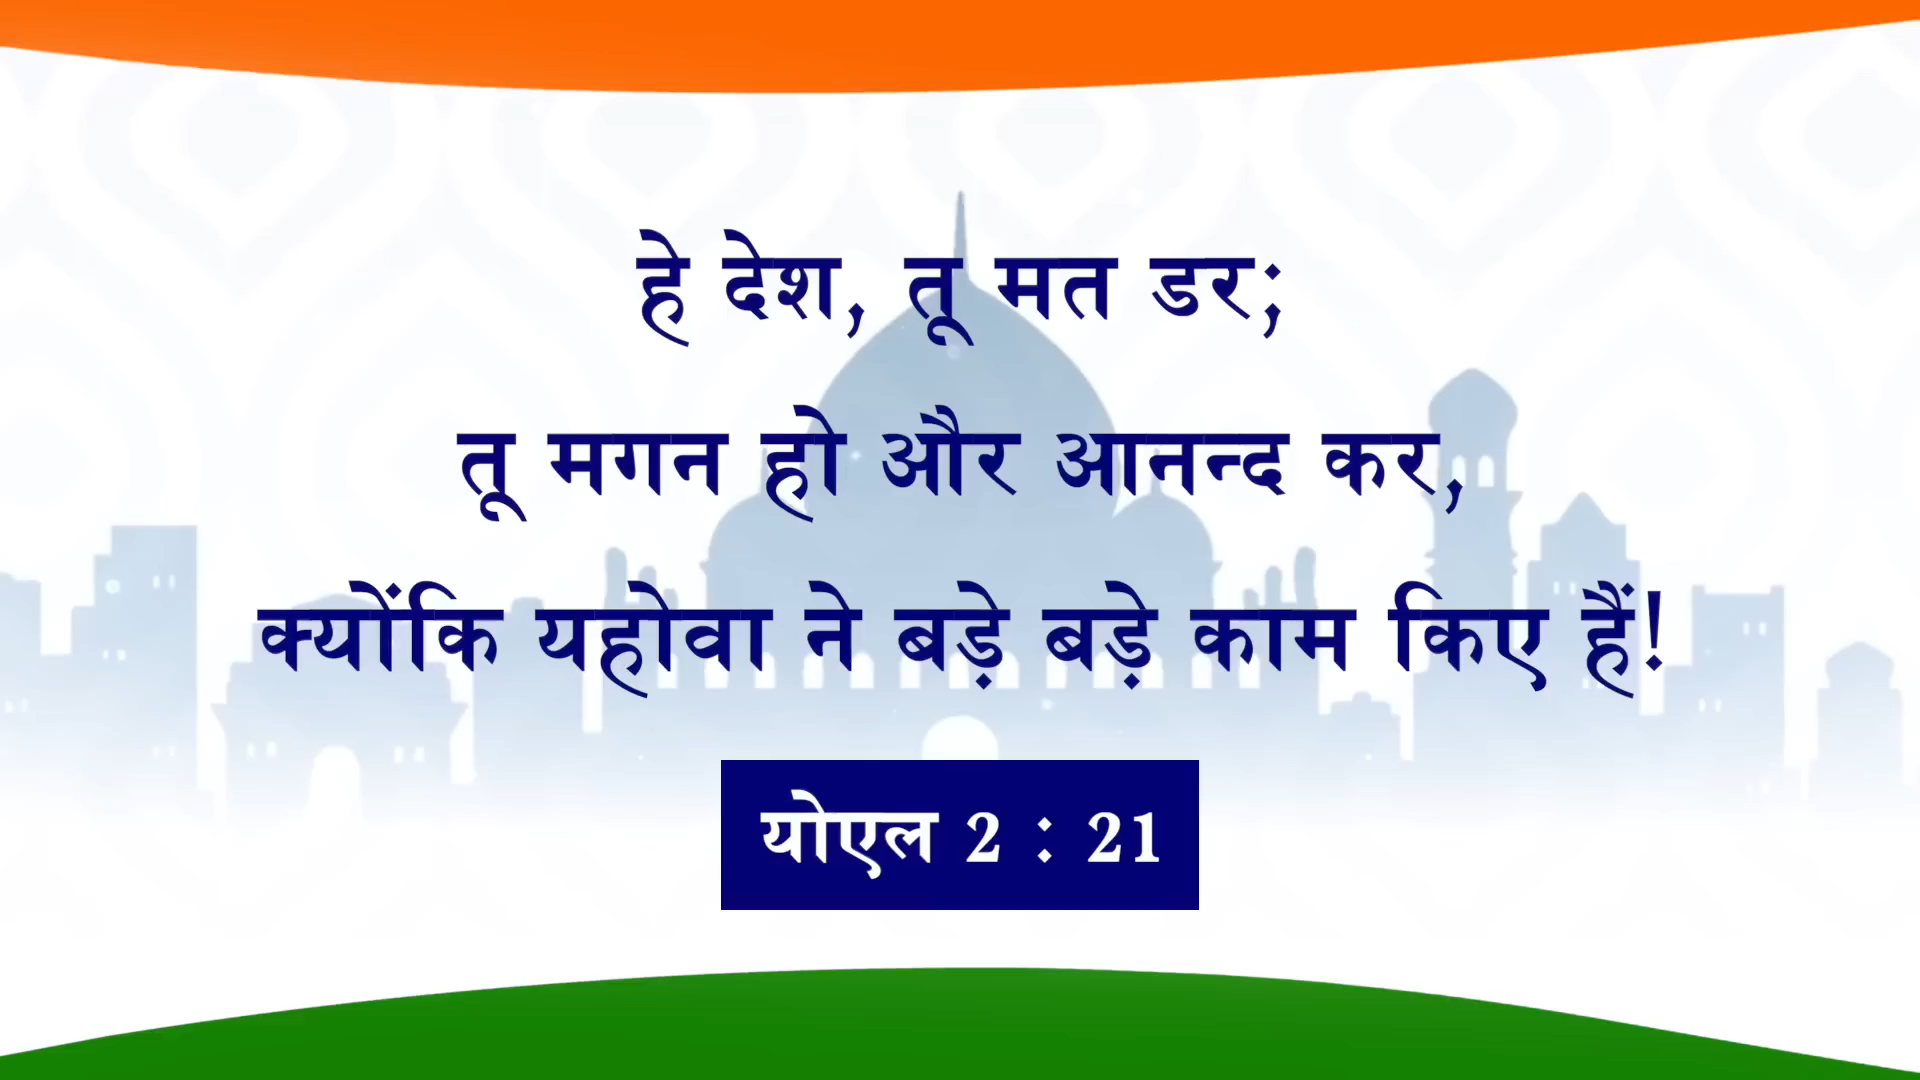 हे देश, तू मत डर;
तू मगन हो और आनन्द कर,
क्योंकि यहोवा ने बड़े बड़े काम किए हैं!
योएल 2 : 21